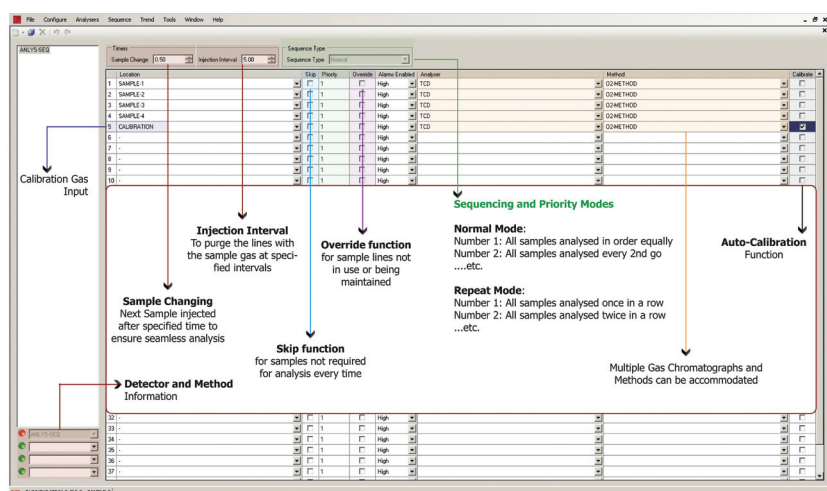 File Configure Analysers Sequence Trend Tools Window Help
ANLYS-SEQ
Timers
Sample Change 0.50 Injection Interval 5.00
Sequence Type
Sequence Type Normal
Location Skip Priority Override Alarms Enabled Analyser Method Calibrate
1 SAMPLE-1 1 High TCD O2-METHOD
2 SAMPLE-2 1 High TCD O2-METHOD
3 SAMPLE-3 1 High TCD O2-METHOD
4 SAMPLE-4 1 High TCD O2-METHOD
5 CALIBRATION 1 High TCD O2-METHOD
6 - 1 High
7 - 1 High
8 - 1 High
9 - 1 High
10 - 1 High
Calibration Gas
Input
Injection Interval
To purge the lines with
the sample gas at speci-
fied intervals
Override function
for sample lines not
in use or being
maintained
Sequencing and Priority Modes
Normal Mode:
Number 1: All samples analysed in order equally
Number 2: All samples analysed every 2nd go
....etc.
Repeat Mode:
Number 1: All samples analysed once in a row
Number 2: All samples analysed twice in a row
...etc.
Auto-Calibration
Function
Sample Changing
Next Sample injected
after specified time to
ensure seamless analysis
Skip function
for samples not required
for analysis every time
Multiple Gas Chromatographs and
Methods can be accommodated
Detector and Method
Information
32 - 1 High
33 - 1 High
34 - 1 High
35 - 1 High
36 - 1 High
37 - 1 High
ANLYS-SEQ